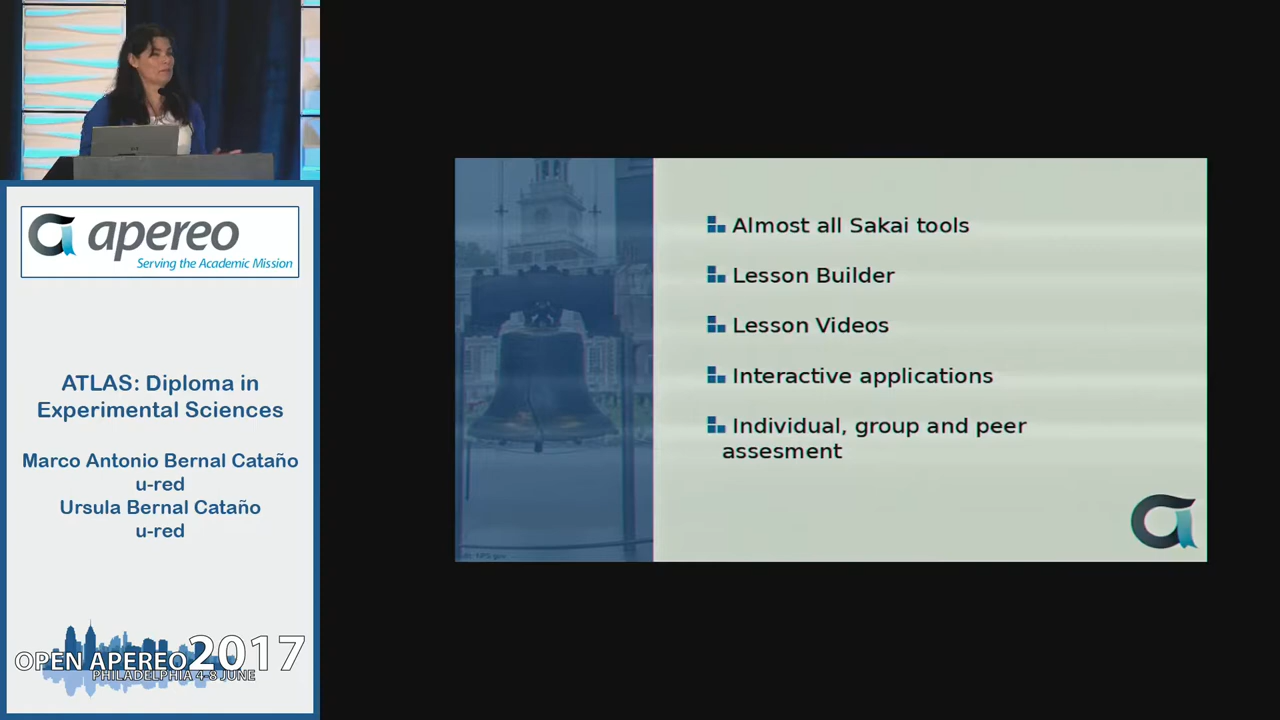 apereo
Serving the Academic Mission
ATLAS: Diploma in
Experimental Sciences
Marco Antonio Bernal Cataño
u-red
Ursula Bernal Cataño
u-red
OPEN APEREO 2017
PHILADELPHIA 4-8 JUNE
Almost all Sakai tools
Lesson Builder
Lesson Videos
Interactive applications
Individual, group and peer
assesment